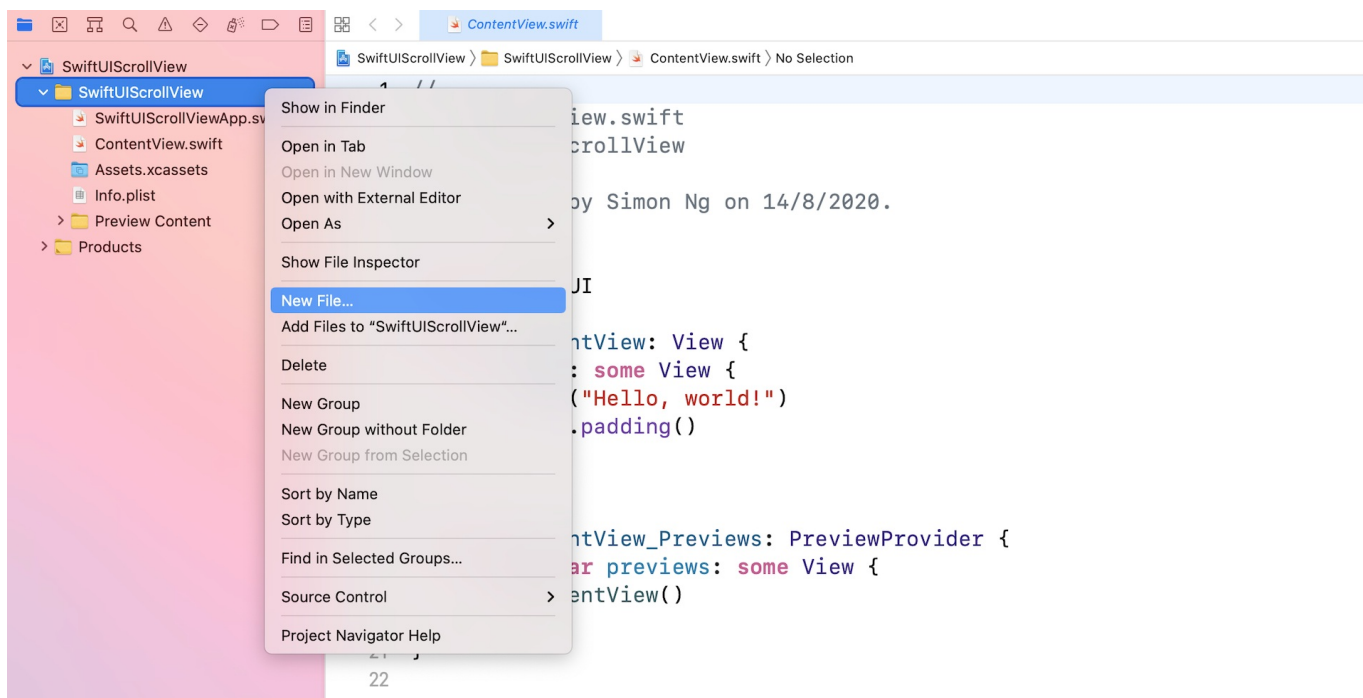 ContentView.swift
SwiftUIScrollView
SwiftUIScrollView
ContentView.swift
Assets.xcassets
Info.plist
Preview Content
Products
SwiftUIScrollView 〉 SwiftUIScrollView 〉 ContentView.swift 〉 No Selection
Show in Finder
Open in Tab
Open in New Window
Open with External Editor
Open As
Show File Inspector
New File...
Add Files to “SwiftUIScrollView“...
Delete
New Group
New Group without Folder
New Group from Selection
Sort by Name
Sort by Type
Find in Selected Groups...
Source Control
Project Navigator Help
//
iew.swift
crollView
by Simon Ng on 14/8/2020.
UI
ntView: View {
: some View {
("Hello, world!")
.padding()
ntView_Previews: PreviewProvider {
ar previews: some View {
entView()
22